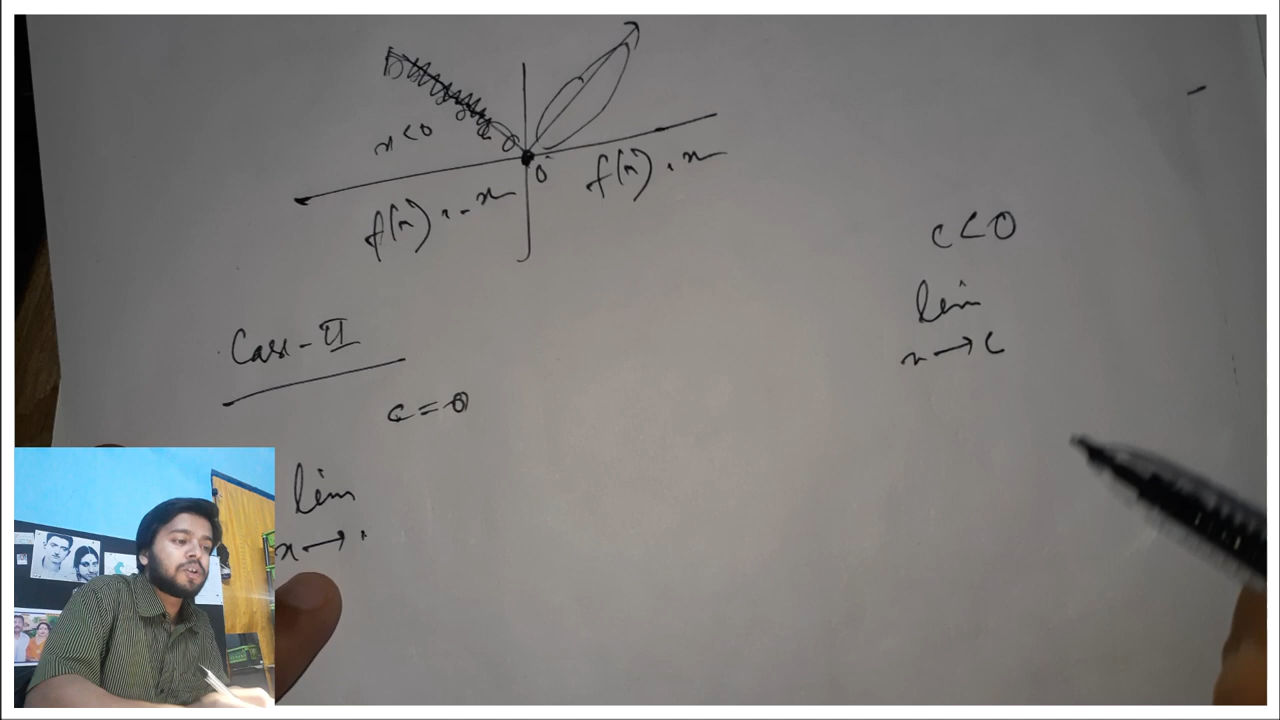 x < 0
0
f(x) = -x
f(x) = x
c < 0
lim
x → c
Case - II
c = 0
lim
x →